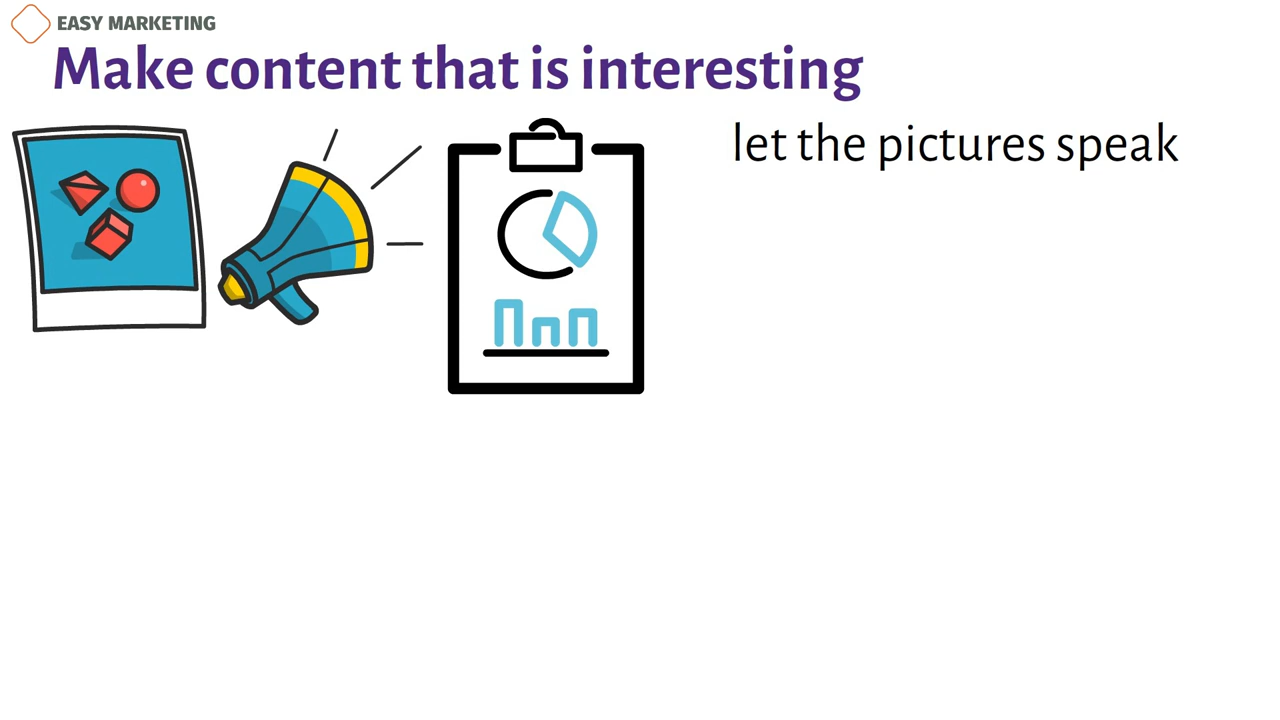 EASY MARKETING
Make content that is interesting
let the pictures speak